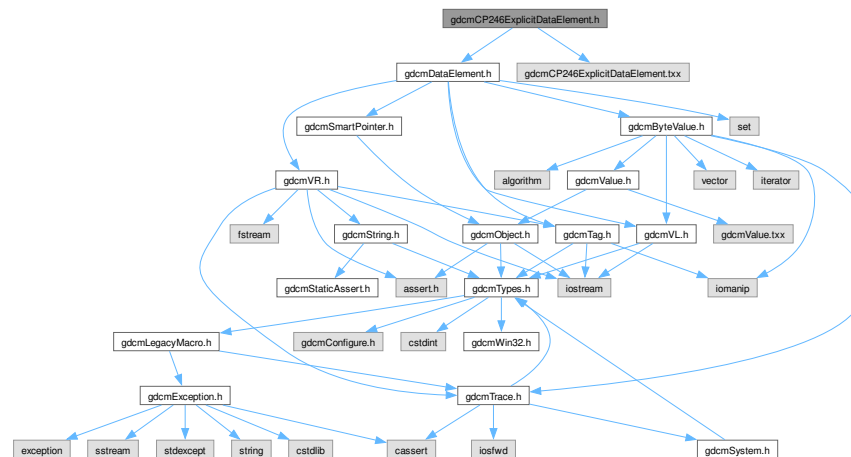 gdcmCP246ExplicitDataElement.h
gdcmDataElement.h
gdcmCP246ExplicitDataElement.txx
gdcmSmartPointer.h
gdcmByteValue.h
set
gdcmVR.h
algorithm
gdcmValue.h
vector
iterator
fstream
gdcmString.h
gdcmObject.h
gdcmTag.h
gdcmVL.h
gdcmValue.txx
gdcmStaticAssert.h
assert.h
gdcmTypes.h
iostream
iomanip
gdcmLegacyMacro.h
gdcmConfigure.h
cstdint
gdcmWin32.h
gdcmException.h
gdcmTrace.h
exception
sstream
stdexcept
string
cstdlib
cassert
iosfwd
gdcmSystem.h